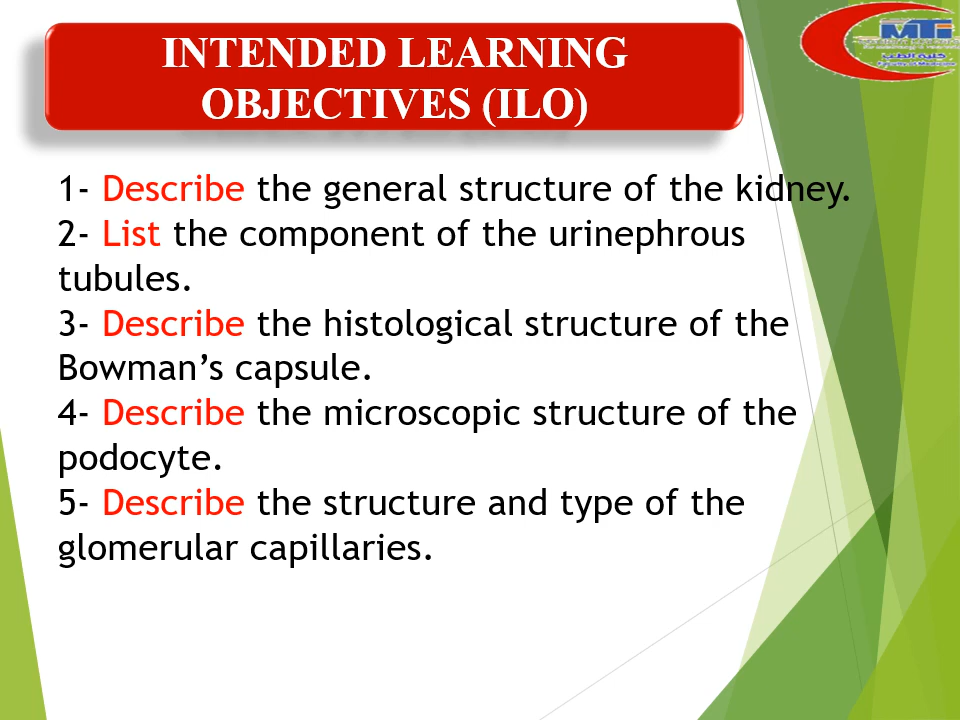 INTENDED LEARNING
OBJECTIVES (ILO)
MTi
1- Describe the general structure of the kidney.
2- List the component of the urinephrous
tubules.
3- Describe the histological structure of the
Bowman’s capsule.
4- Describe the microscopic structure of the
podocyte.
5- Describe the structure and type of the
glomerular capillaries.